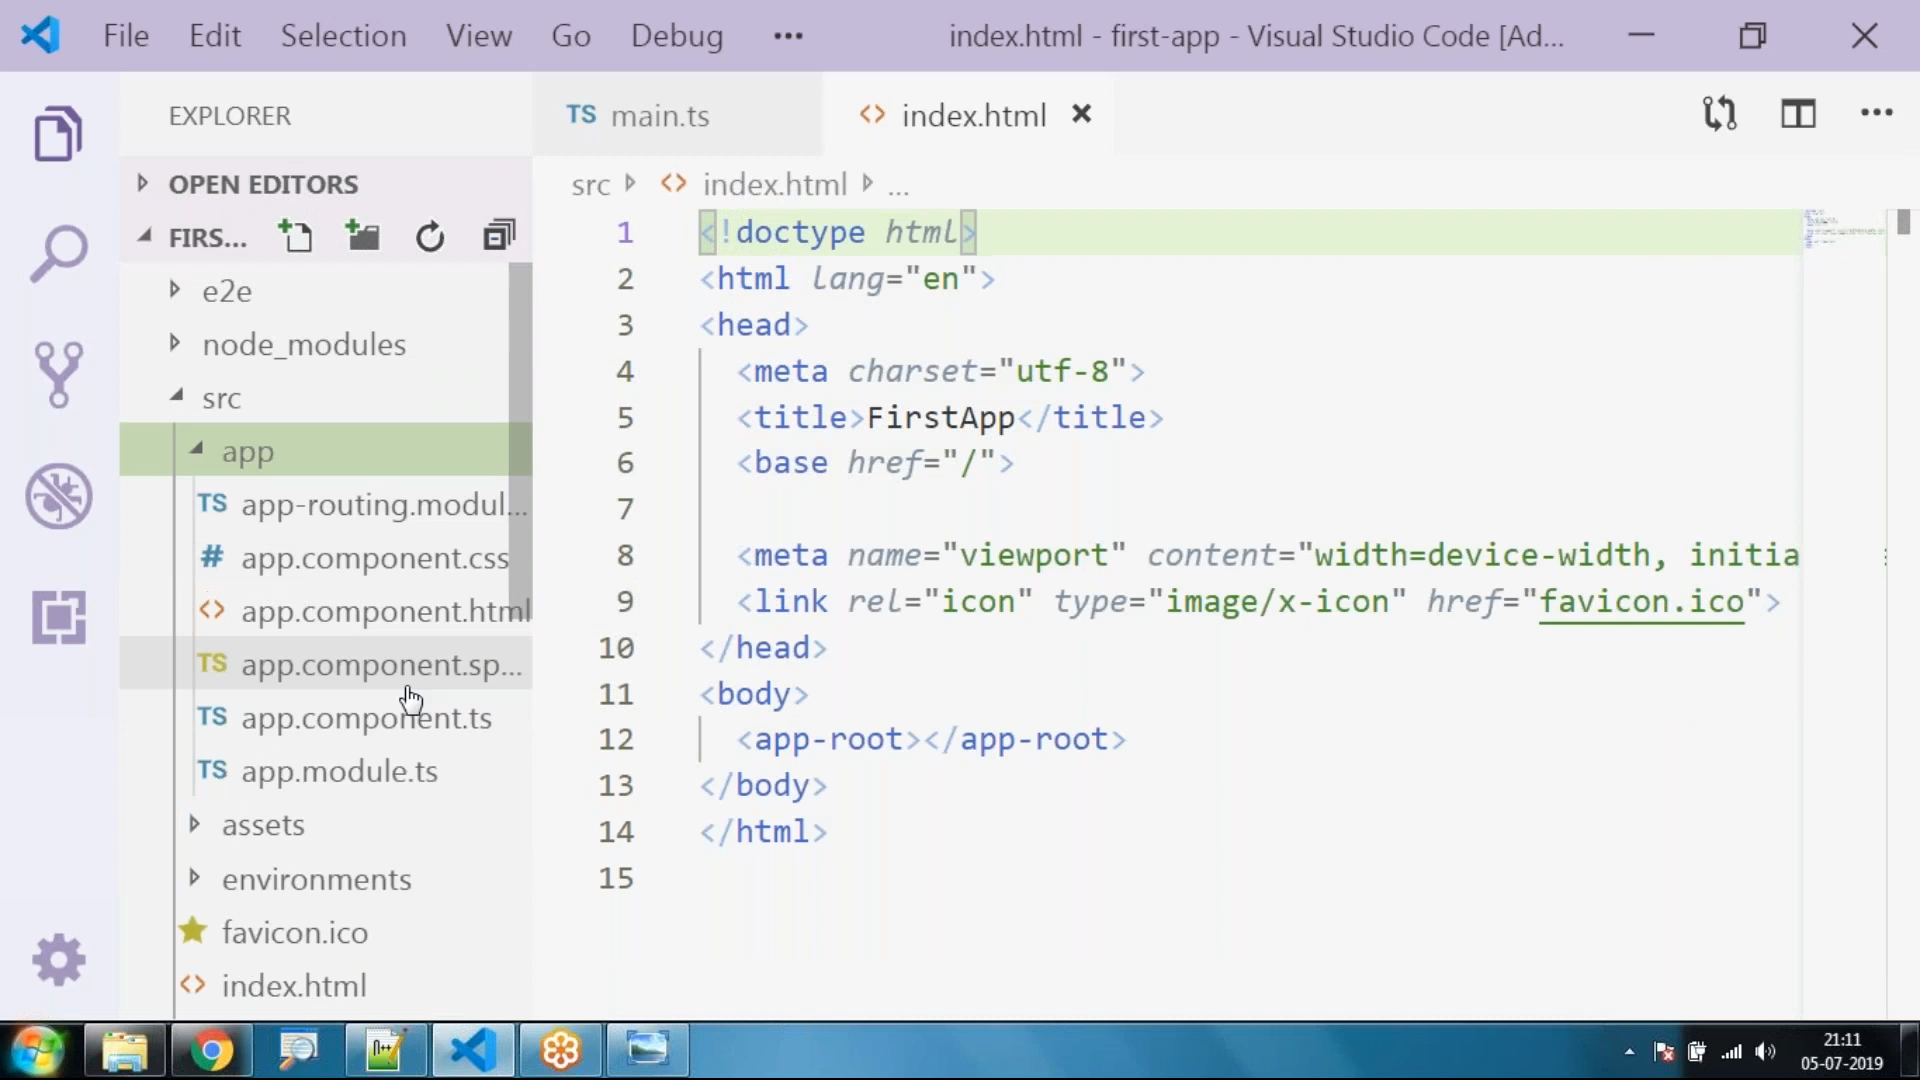 File Edit Selection View Go Debug ••• index.html - first-app - Visual Studio Code [Ad...
EXPLORER
TS main.ts
<> index.html
OPEN EDITORS
src <> index.html ...
FIRS...
e2e
node_modules
src
app
TS app-routing.modul...
# app.component.css
<> app.component.html
TS app.component.sp...
TS app.component.ts
TS app.module.ts
assets
environments
favicon.ico
<> index.html
1 <!doctype html>
2 <html lang="en">
3 <head>
4 <meta charset="utf-8">
5 <title>FirstApp</title>
6 <base href="/">
7
8 <meta name="viewport" content="width=device-width, initia
9 <link rel="icon" type="image/x-icon" href="favicon.ico">
10 </head>
11 <body>
12 <app-root></app-root>
13 </body>
14 </html>
15
21:11
05-07-2019